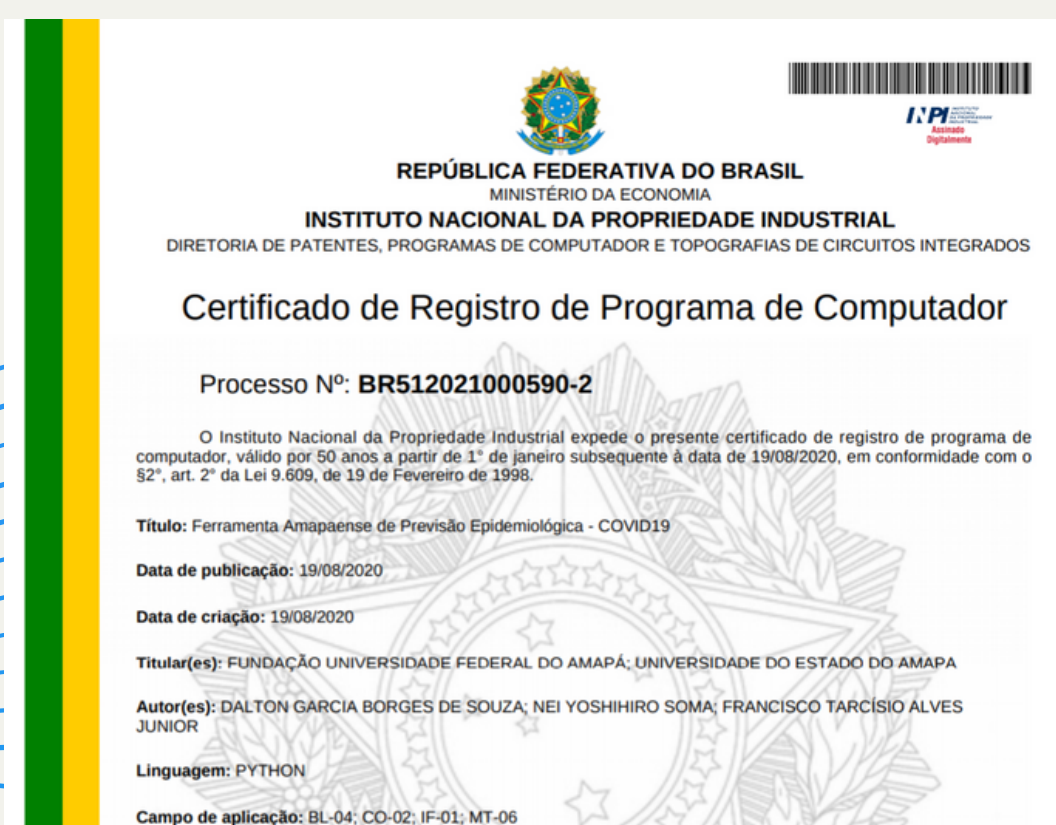 INPI
Assinado
Digitalmente
REPÚBLICA FEDERATIVA DO BRASIL
MINISTÉRIO DA ECONOMIA
INSTITUTO NACIONAL DA PROPRIEDADE INDUSTRIAL
DIRETORIA DE PATENTES, PROGRAMAS DE COMPUTADOR E TOPOGRAFIAS DE CIRCUITOS INTEGRADOS
Certificado de Registro de Programa de Computador
Processo Nº: BR512021000590-2
O Instituto Nacional da Propriedade Industrial expede o presente certificado de registro de programa de
computador, válido por 50 anos a partir de 1° de janeiro subsequente à data de 19/08/2020, em conformidade com o
§2°, art. 2° da Lei 9.609, de 19 de Fevereiro de 1998.
Título: Ferramenta Amapaense de Previsão Epidemiológica - COVID19
Data de publicação: 19/08/2020
Data de criação: 19/08/2020
Titular(es): FUNDAÇÃO UNIVERSIDADE FEDERAL DO AMAPÁ; UNIVERSIDADE DO ESTADO DO AMAPA
Autor(es): DALTON GARCIA BORGES DE SOUZA; NEI YOSHIHIRO SOMA; FRANCISCO TARCÍSIO ALVES
JUNIOR
Linguagem: PYTHON
Campo de aplicação: BL-04; CO-02; IF-01; MT-06